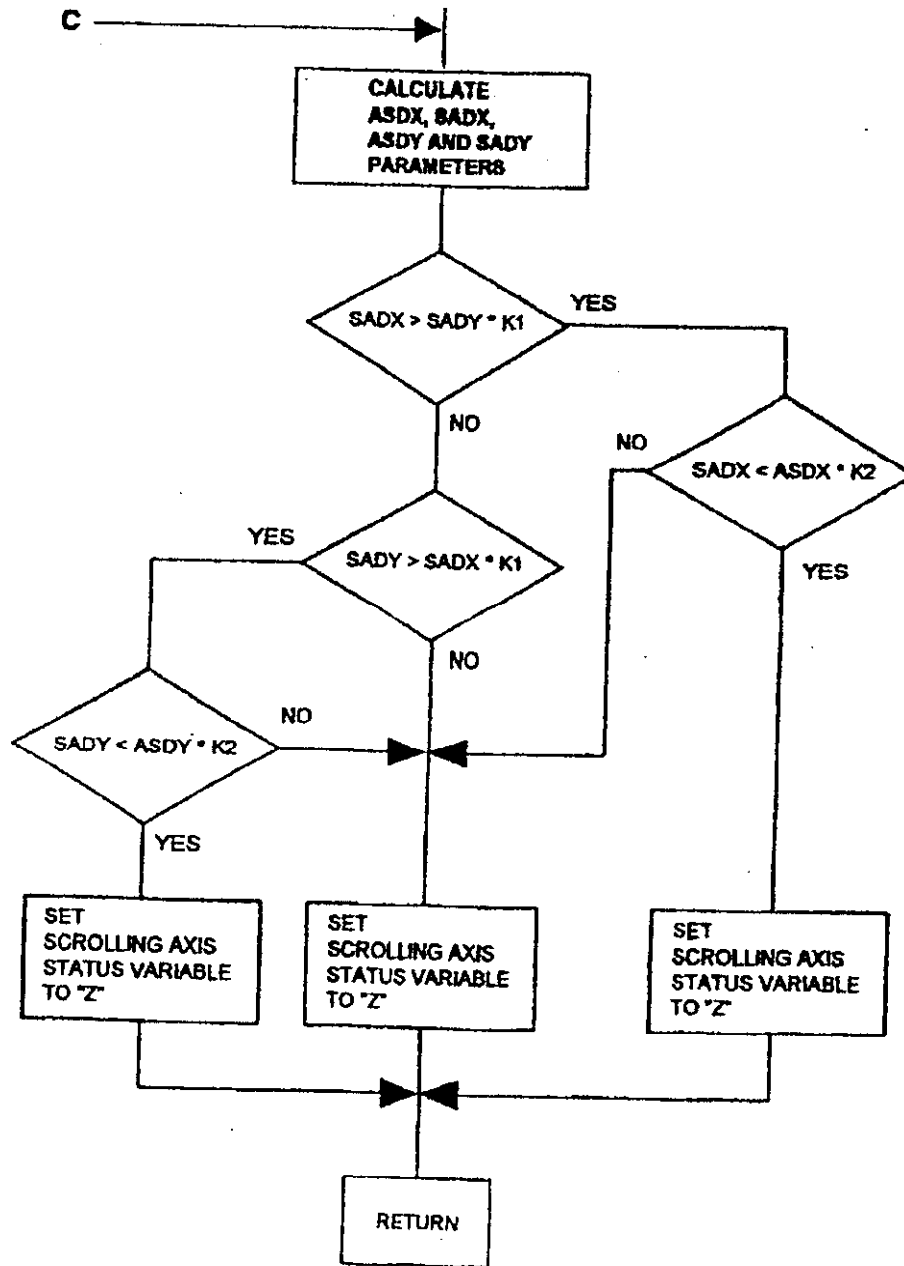 C
CALCULATE
ASDX, SADX,
ASDY AND SADY
PARAMETERS
SADX > SADY * K1
YES
NO
NO
SADX < ASDX * K2
YES
SADY > SADX * K1
YES
NO
SADY < ASDY * K2
NO
YES
SET
SCROLLING AXIS
STATUS VARIABLE
TO "Z"
SET
SCROLLING AXIS
STATUS VARIABLE
TO "Z"
SET
SCROLLING AXIS
STATUS VARIABLE
TO "Z"
RETURN